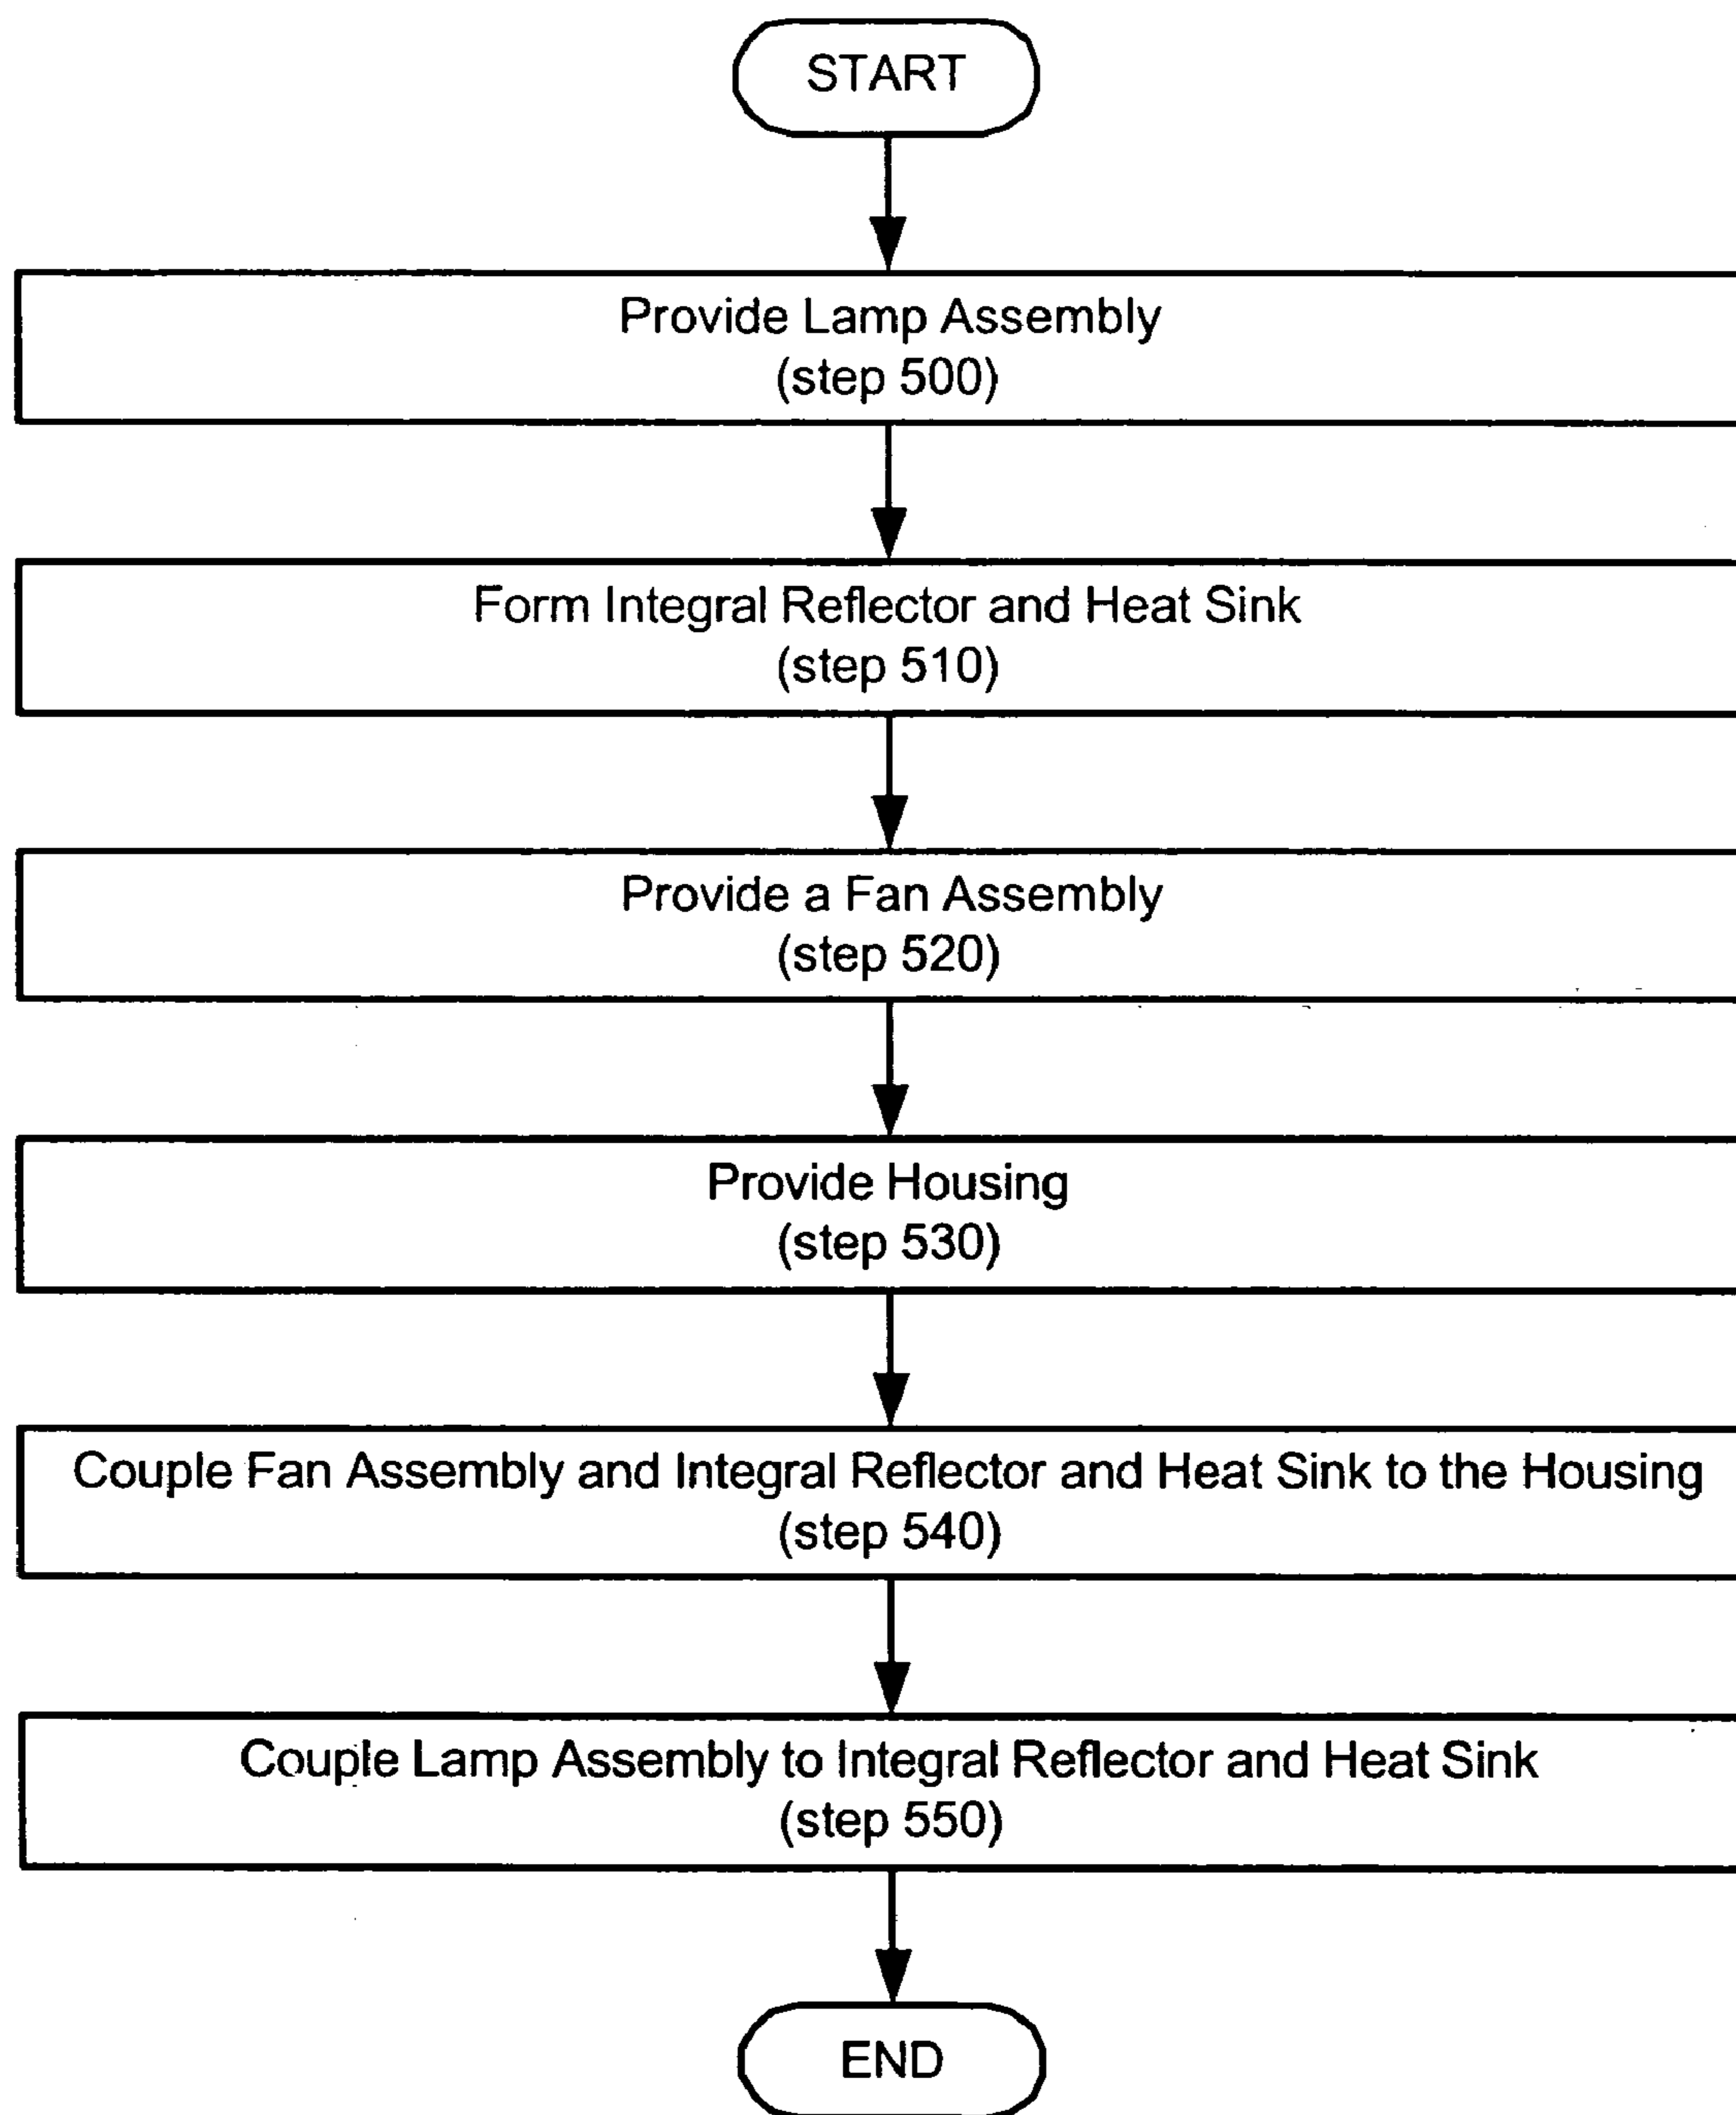 START
Provide Lamp Assembly
(step 500)
Form Integral Reflector and Heat Sink
(step 510)
Provide a Fan Assembly
(step 520)
Provide Housing
(step 530)
Couple Fan Assembly and Integral Reflector and Heat Sink to the Housing
(step 540)
Couple Lamp Assembly to Integral Reflector and Heat Sink
(step 550)
END